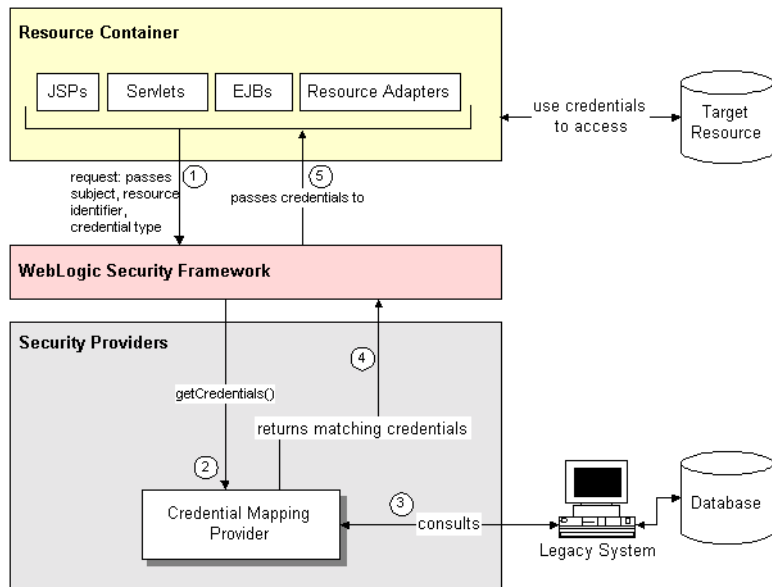 Resource Container
JSPs
Servlets
EJBs
Resource Adapters
use credentials
to access
Target
Resource
1
request: passes
subject, resource
identifier,
credential type
5
passes credentials to
WebLogic Security Framework
Security Providers
4
getCredentials()
returns matching credentials
2
Credential Mapping
Provider
3
consults
Legacy System
Database